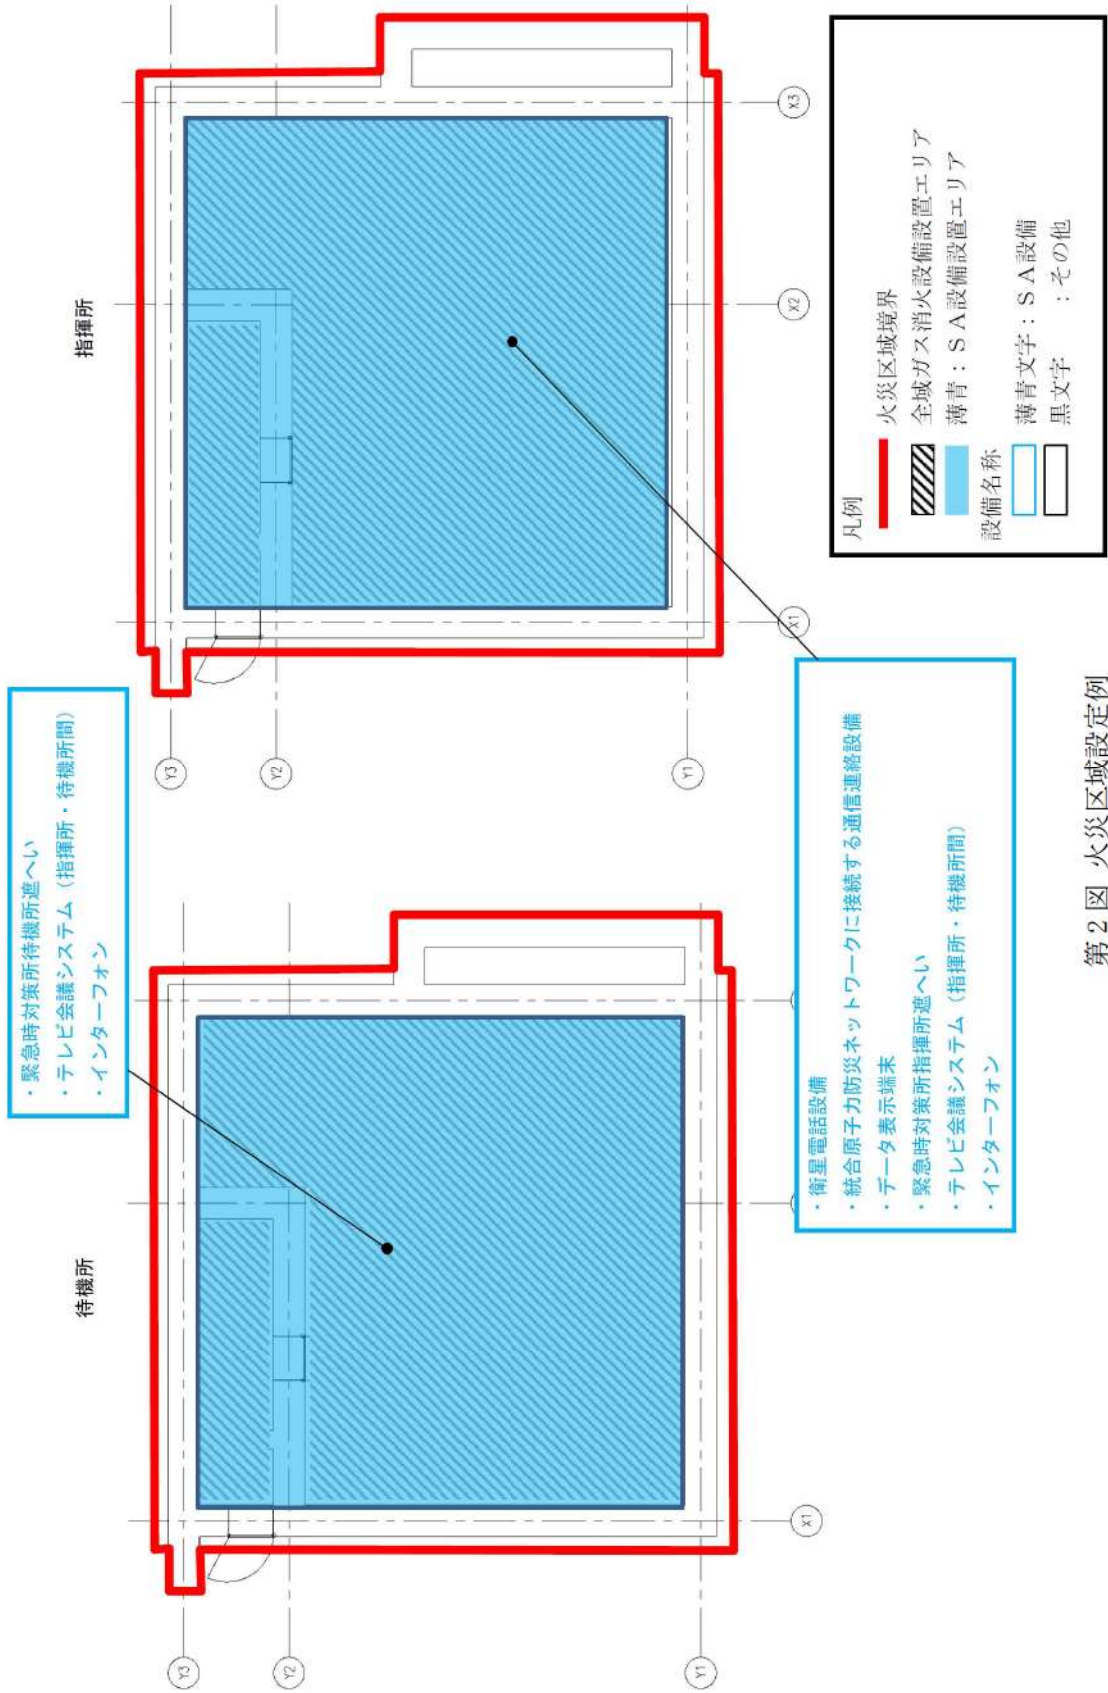 待機所
指揮所
・緊急時対策所待機所遮へい
・テレビ会議システム（指揮所・待機所間）
・インターフォン
Y3
Y2
Y1
X1
Y3
Y2
Y1
X1
X2
X3
・衛星電話設備
・統合原子力防災ネットワークに接続する通信連絡設備
・データ表示端末
・緊急時対策所指揮所遮へい
・テレビ会議システム（指揮所・待機所間）
・インターフォン
凡例
火災区域境界
全域ガス消火設備設置エリア
薄青：ＳＡ設備設置エリア
設備名称
薄青文字：ＳＡ設備
黒文字　：その他
第２図 火災区域設定例